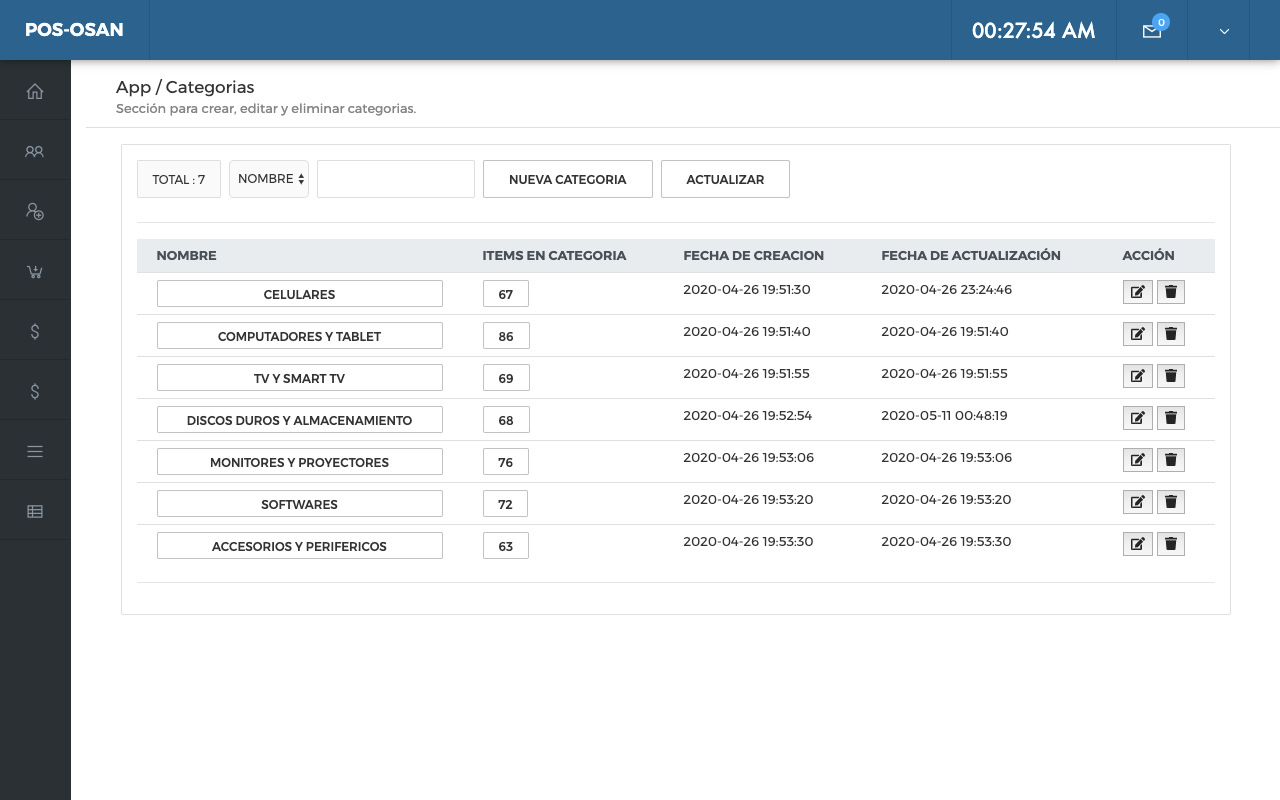 POS-OSAN
00:27:54 AM
0
App / Categorias
Sección para crear, editar y eliminar categorias.
TOTAL : 7 NOMBRE NUEVA CATEGORIA ACTUALIZAR
NOMBRE ITEMS EN CATEGORIA FECHA DE CREACION FECHA DE ACTUALIZACIÓN ACCIÓN
CELULARES 67 2020-04-26 19:51:30 2020-04-26 23:24:46
COMPUTADORES Y TABLET 86 2020-04-26 19:51:40 2020-04-26 19:51:40
TV Y SMART TV 69 2020-04-26 19:51:55 2020-04-26 19:51:55
DISCOS DUROS Y ALMACENAMIENTO 68 2020-04-26 19:52:54 2020-05-11 00:48:19
MONITORES Y PROYECTORES 76 2020-04-26 19:53:06 2020-04-26 19:53:06
SOFTWARES 72 2020-04-26 19:53:20 2020-04-26 19:53:20
ACCESORIOS Y PERIFERICOS 63 2020-04-26 19:53:30 2020-04-26 19:53:30